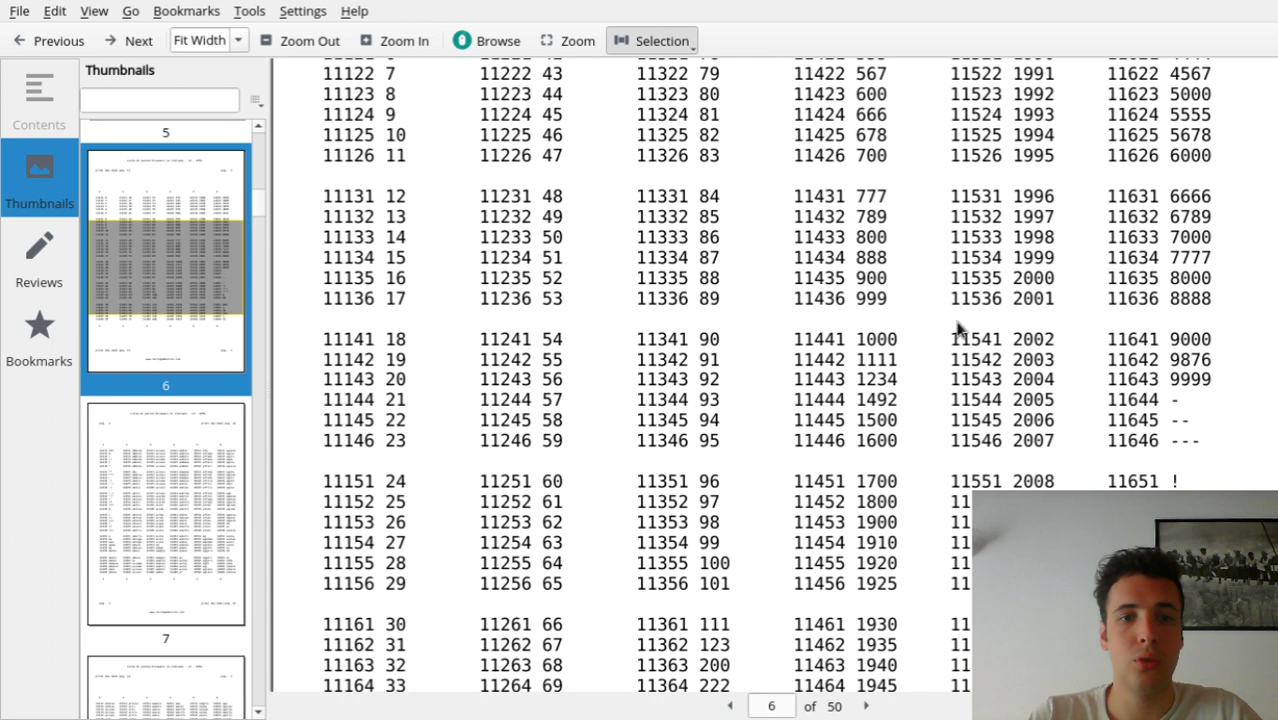 File Edit View Go Bookmarks Tools Settings Help
Previous Next Fit Width Zoom Out Zoom In Browse Zoom Selection
Contents
Thumbnails
Reviews
Bookmarks
Thumbnails
5
6
7
11122 7 11222 43 11322 79 11422 567 11522 1991 11622 4567
11123 8 11223 44 11323 80 11423 600 11523 1992 11623 5000
11124 9 11224 45 11324 81 11424 666 11524 1993 11624 5555
11125 10 11225 46 11325 82 11425 678 11525 1994 11625 5678
11126 11 11226 47 11326 83 11426 700 11526 1995 11626 6000
11131 12 11231 48 11331 84 11431 777 11531 1996 11631 6666
11132 13 11232 49 11332 85 11432 789 11532 1997 11632 6789
11133 14 11233 50 11333 86 11433 800 11533 1998 11633 7000
11134 15 11234 51 11334 87 11434 888 11534 1999 11634 7777
11135 16 11235 52 11335 88 11435 900 11535 2000 11635 8000
11136 17 11236 53 11336 89 11436 999 11536 2001 11636 8888
11141 18 11241 54 11341 90 11441 1000 11541 2002 11641 9000
11142 19 11242 55 11342 91 11442 1111 11542 2003 11642 9876
11143 20 11243 56 11343 92 11443 1234 11543 2004 11643 9999
11144 21 11244 57 11344 93 11444 1492 11544 2005 11644 -
11145 22 11245 58 11345 94 11445 1500 11545 2006 11645 --
11146 23 11246 59 11346 95 11446 1600 11546 2007 11646 ---
11151 24 11251 60 11351 96 11451 1700 11551 2008 11651 !
11152 25 11252 61 11352 97 11452 1800 11
11153 26 11253 62 11353 98 11453 1900 11
11154 27 11254 63 11354 99 11454 1910 11
11155 28 11255 64 11355 100 11455 1920 11
11156 29 11256 65 11356 101 11456 1925 11
11161 30 11261 66 11361 111 11461 1930 11
11162 31 11262 67 11362 123 11462 1935 11
11163 32 11263 68 11363 200 11463 1940 11
11164 33 11264 69 11364 222 11464 1945 11
6 of 50